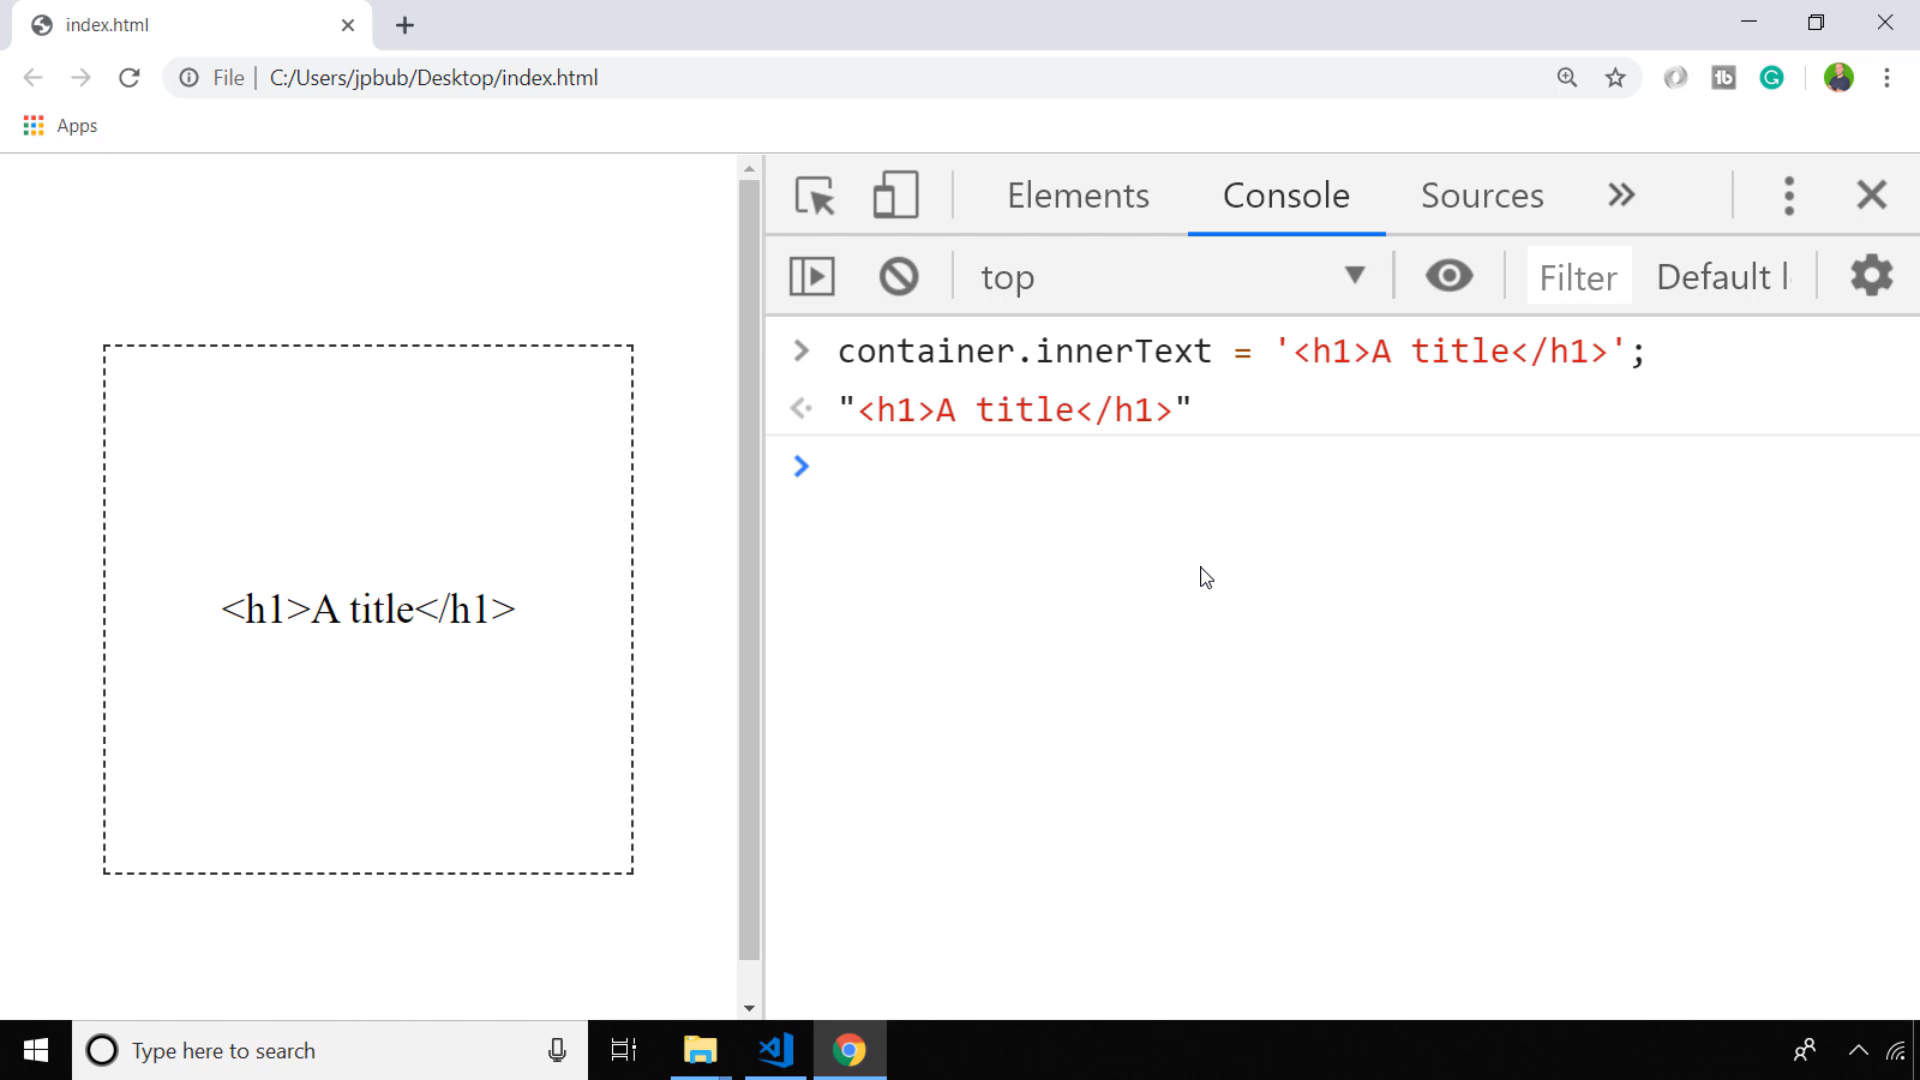 index.html
File | C:/Users/jpbub/Desktop/index.html
Apps
Elements Console Sources
top Filter Default l
container.innerText = '<h1>A title</h1>';
"<h1>A title</h1>"
<h1>A title</h1>
Type here to search